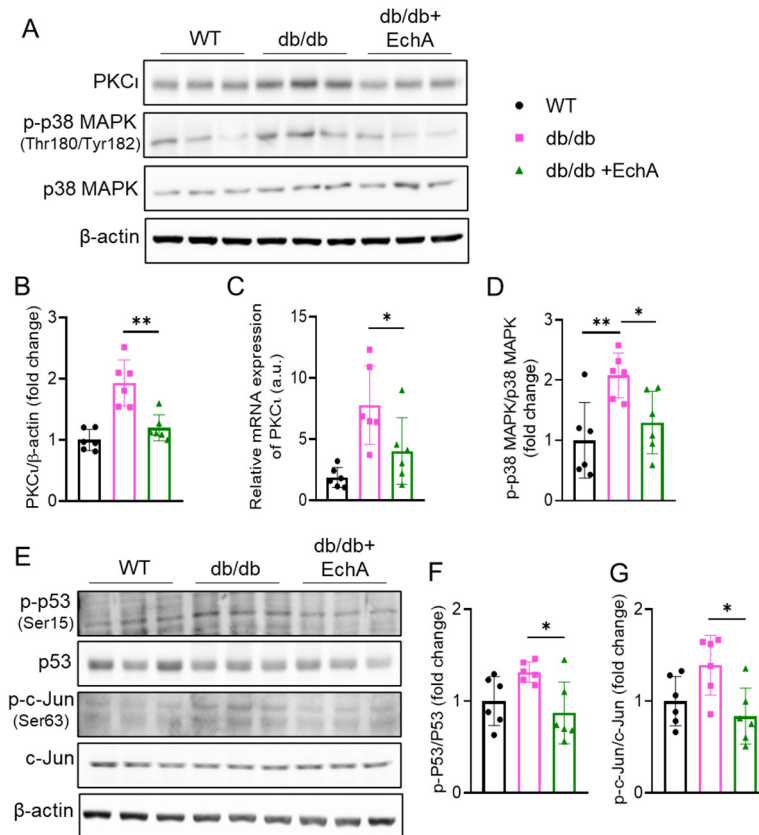 A
WT
db/db
db/db+
EchA
PKCι
p-p38 MAPK
(Thr180/Tyr182)
p38 MAPK
β-actin
WT
db/db
db/db +EchA
B
PKCι/β-actin (fold change)
3
2
1
0
**
C
Relative mRNA expression
of PKCι (a.u.)
15
10
5
0
*
D
p-p38 MAPK/p38 MAPK
(fold change)
3
2
1
0
**
*
E
WT
db/db
db/db+
EchA
p-p53
(Ser15)
p53
p-c-Jun
(Ser63)
c-Jun
β-actin
F
p-P53/P53 (fold change)
2
1
0
*
G
p-c-Jun/c-Jun (fold change)
2
1
0
*